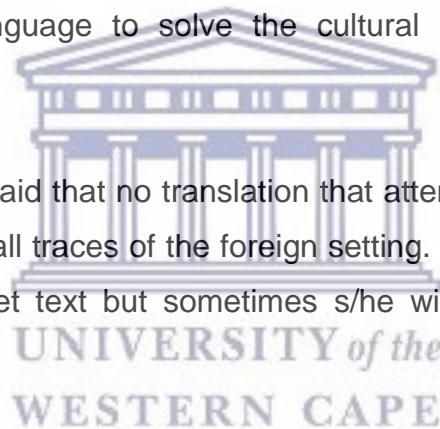 nguage to solve the cultural
aid that no translation that atter
all traces of the foreign setting.
et text but sometimes s/he wi
UNIVERSITY of the
WESTERN CAPE